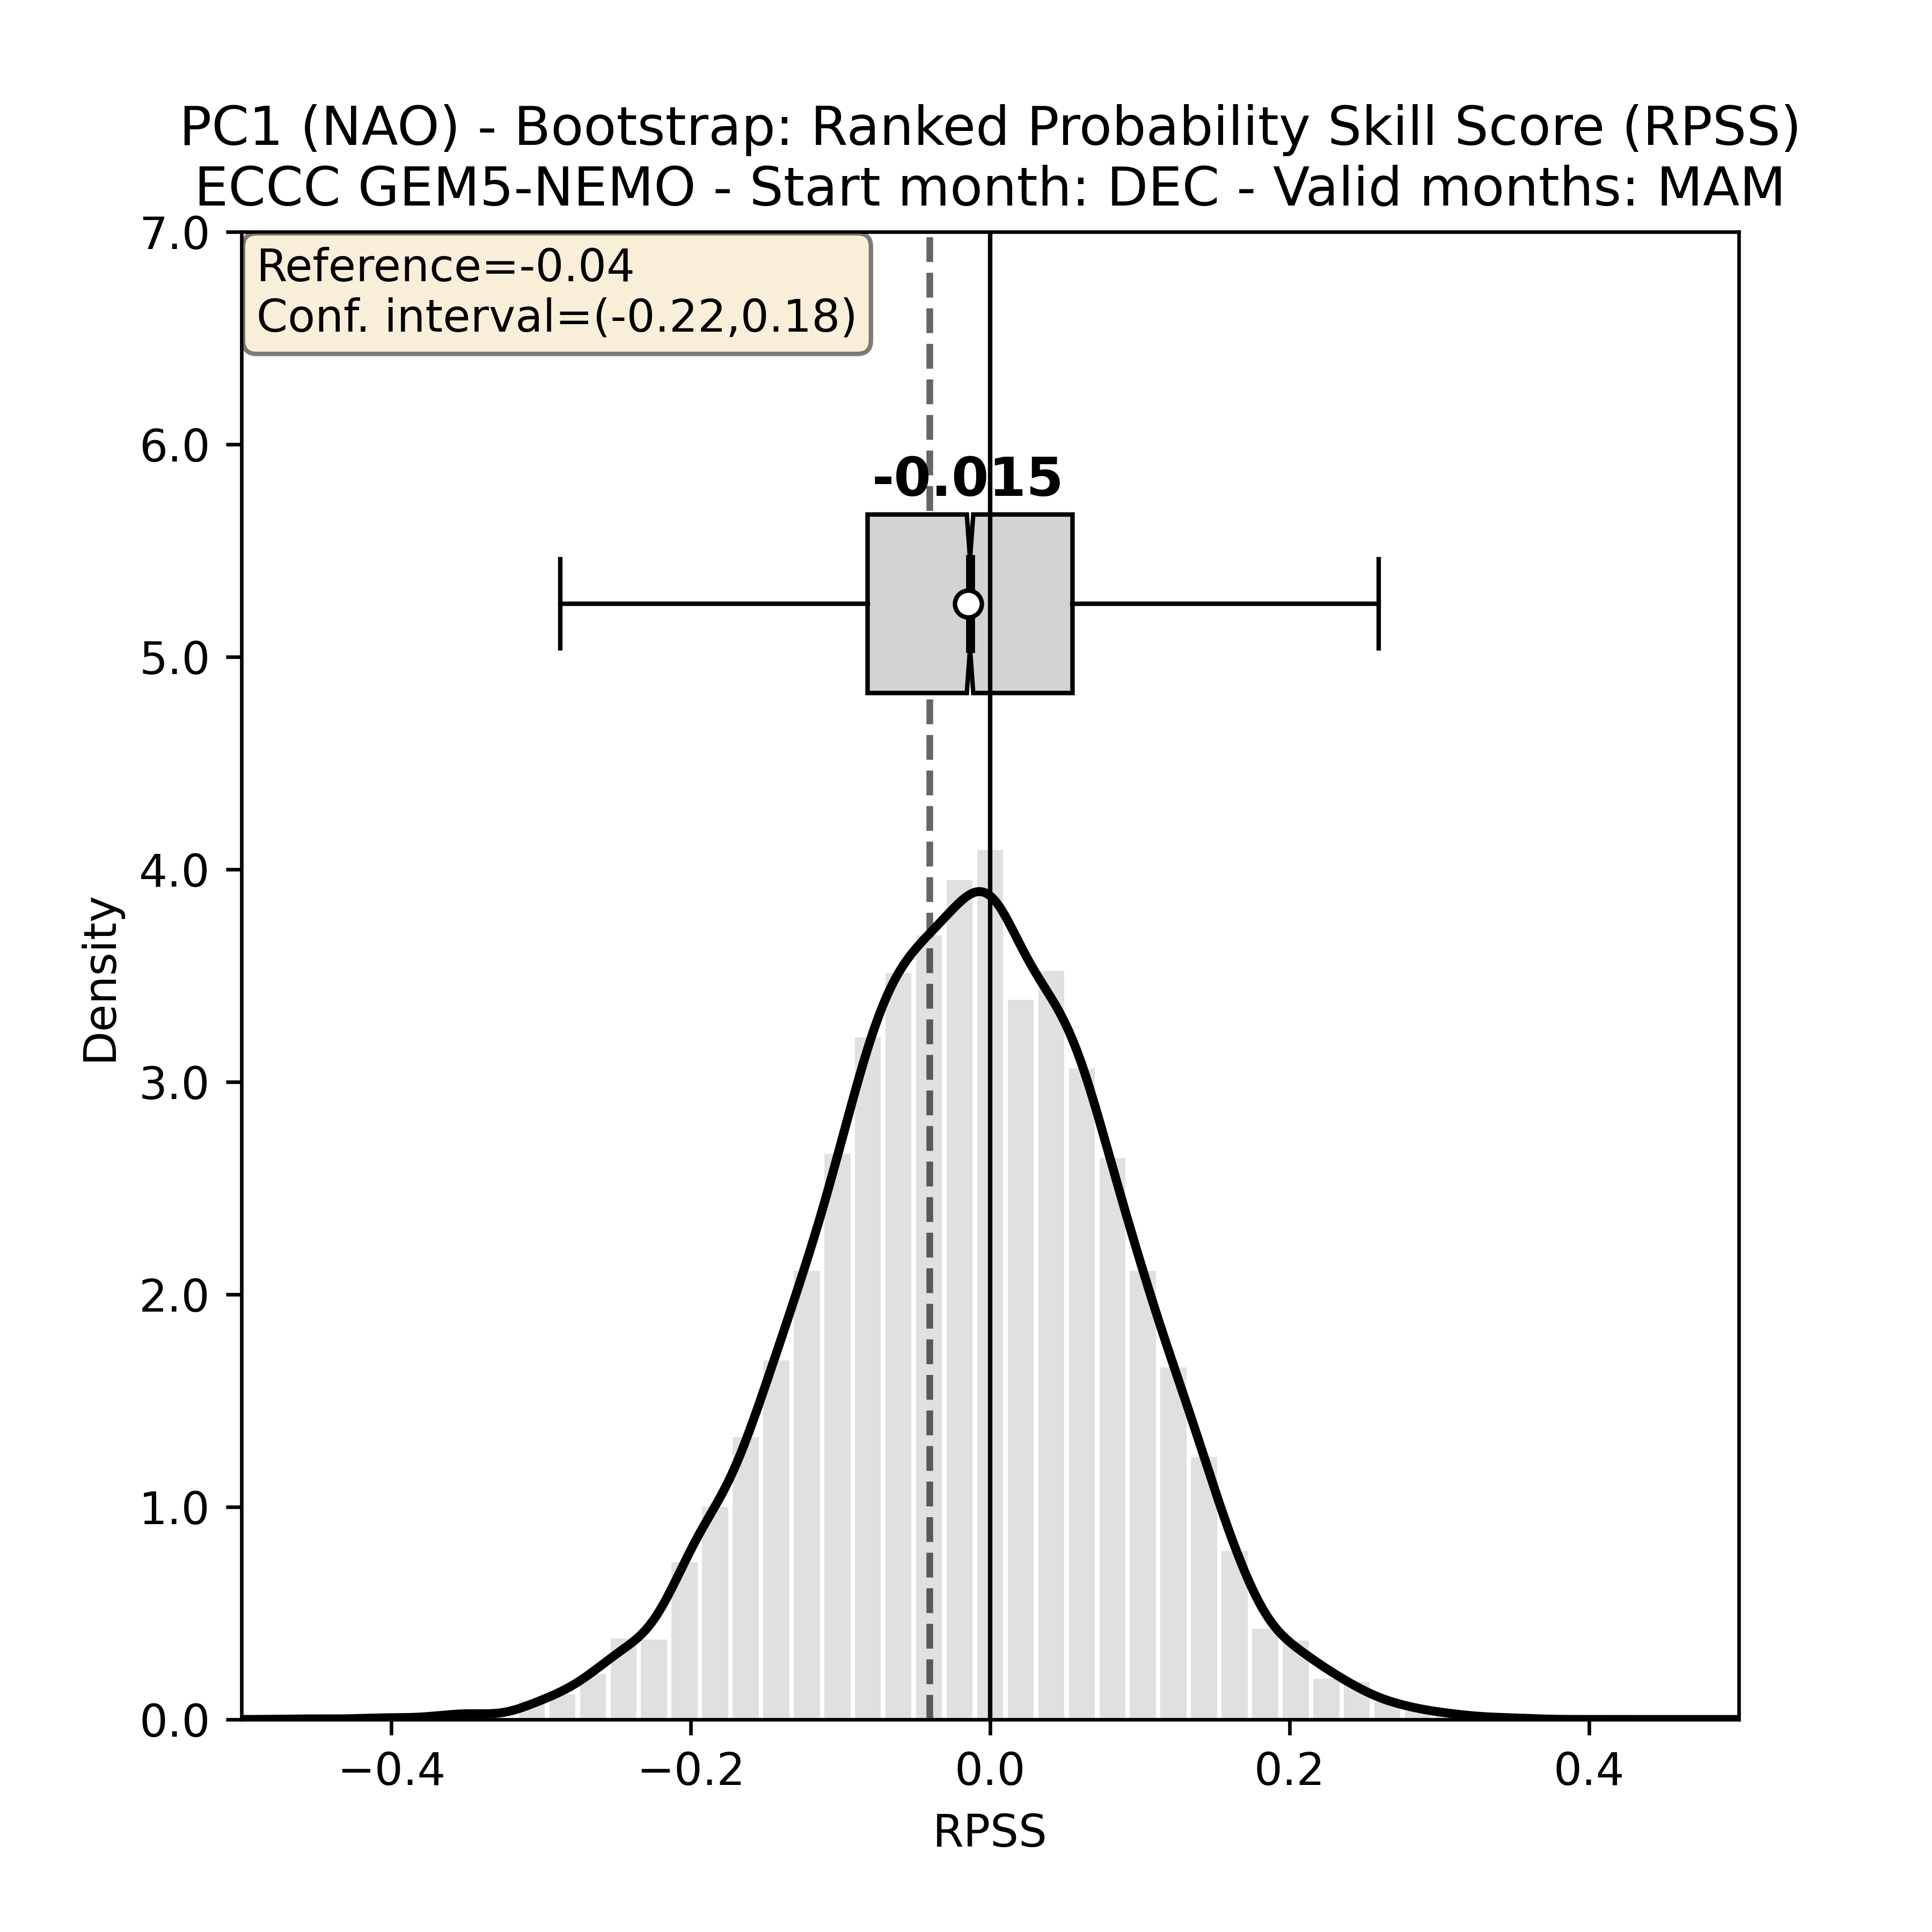 PC1 (NAO) - Bootstrap: Ranked Probability Skill Score (RPSS)
ECCC GEM5-NEMO - Start month: DEC - Valid months: MAM
7.0
Reference=-0.04
Conf. interval=(-0.22,0.18)
6.0
-0.015
5.0
4.0
Density
3.0
2.0
1.0
0.0
−0.4
−0.2
0.0
0.2
0.4
RPSS